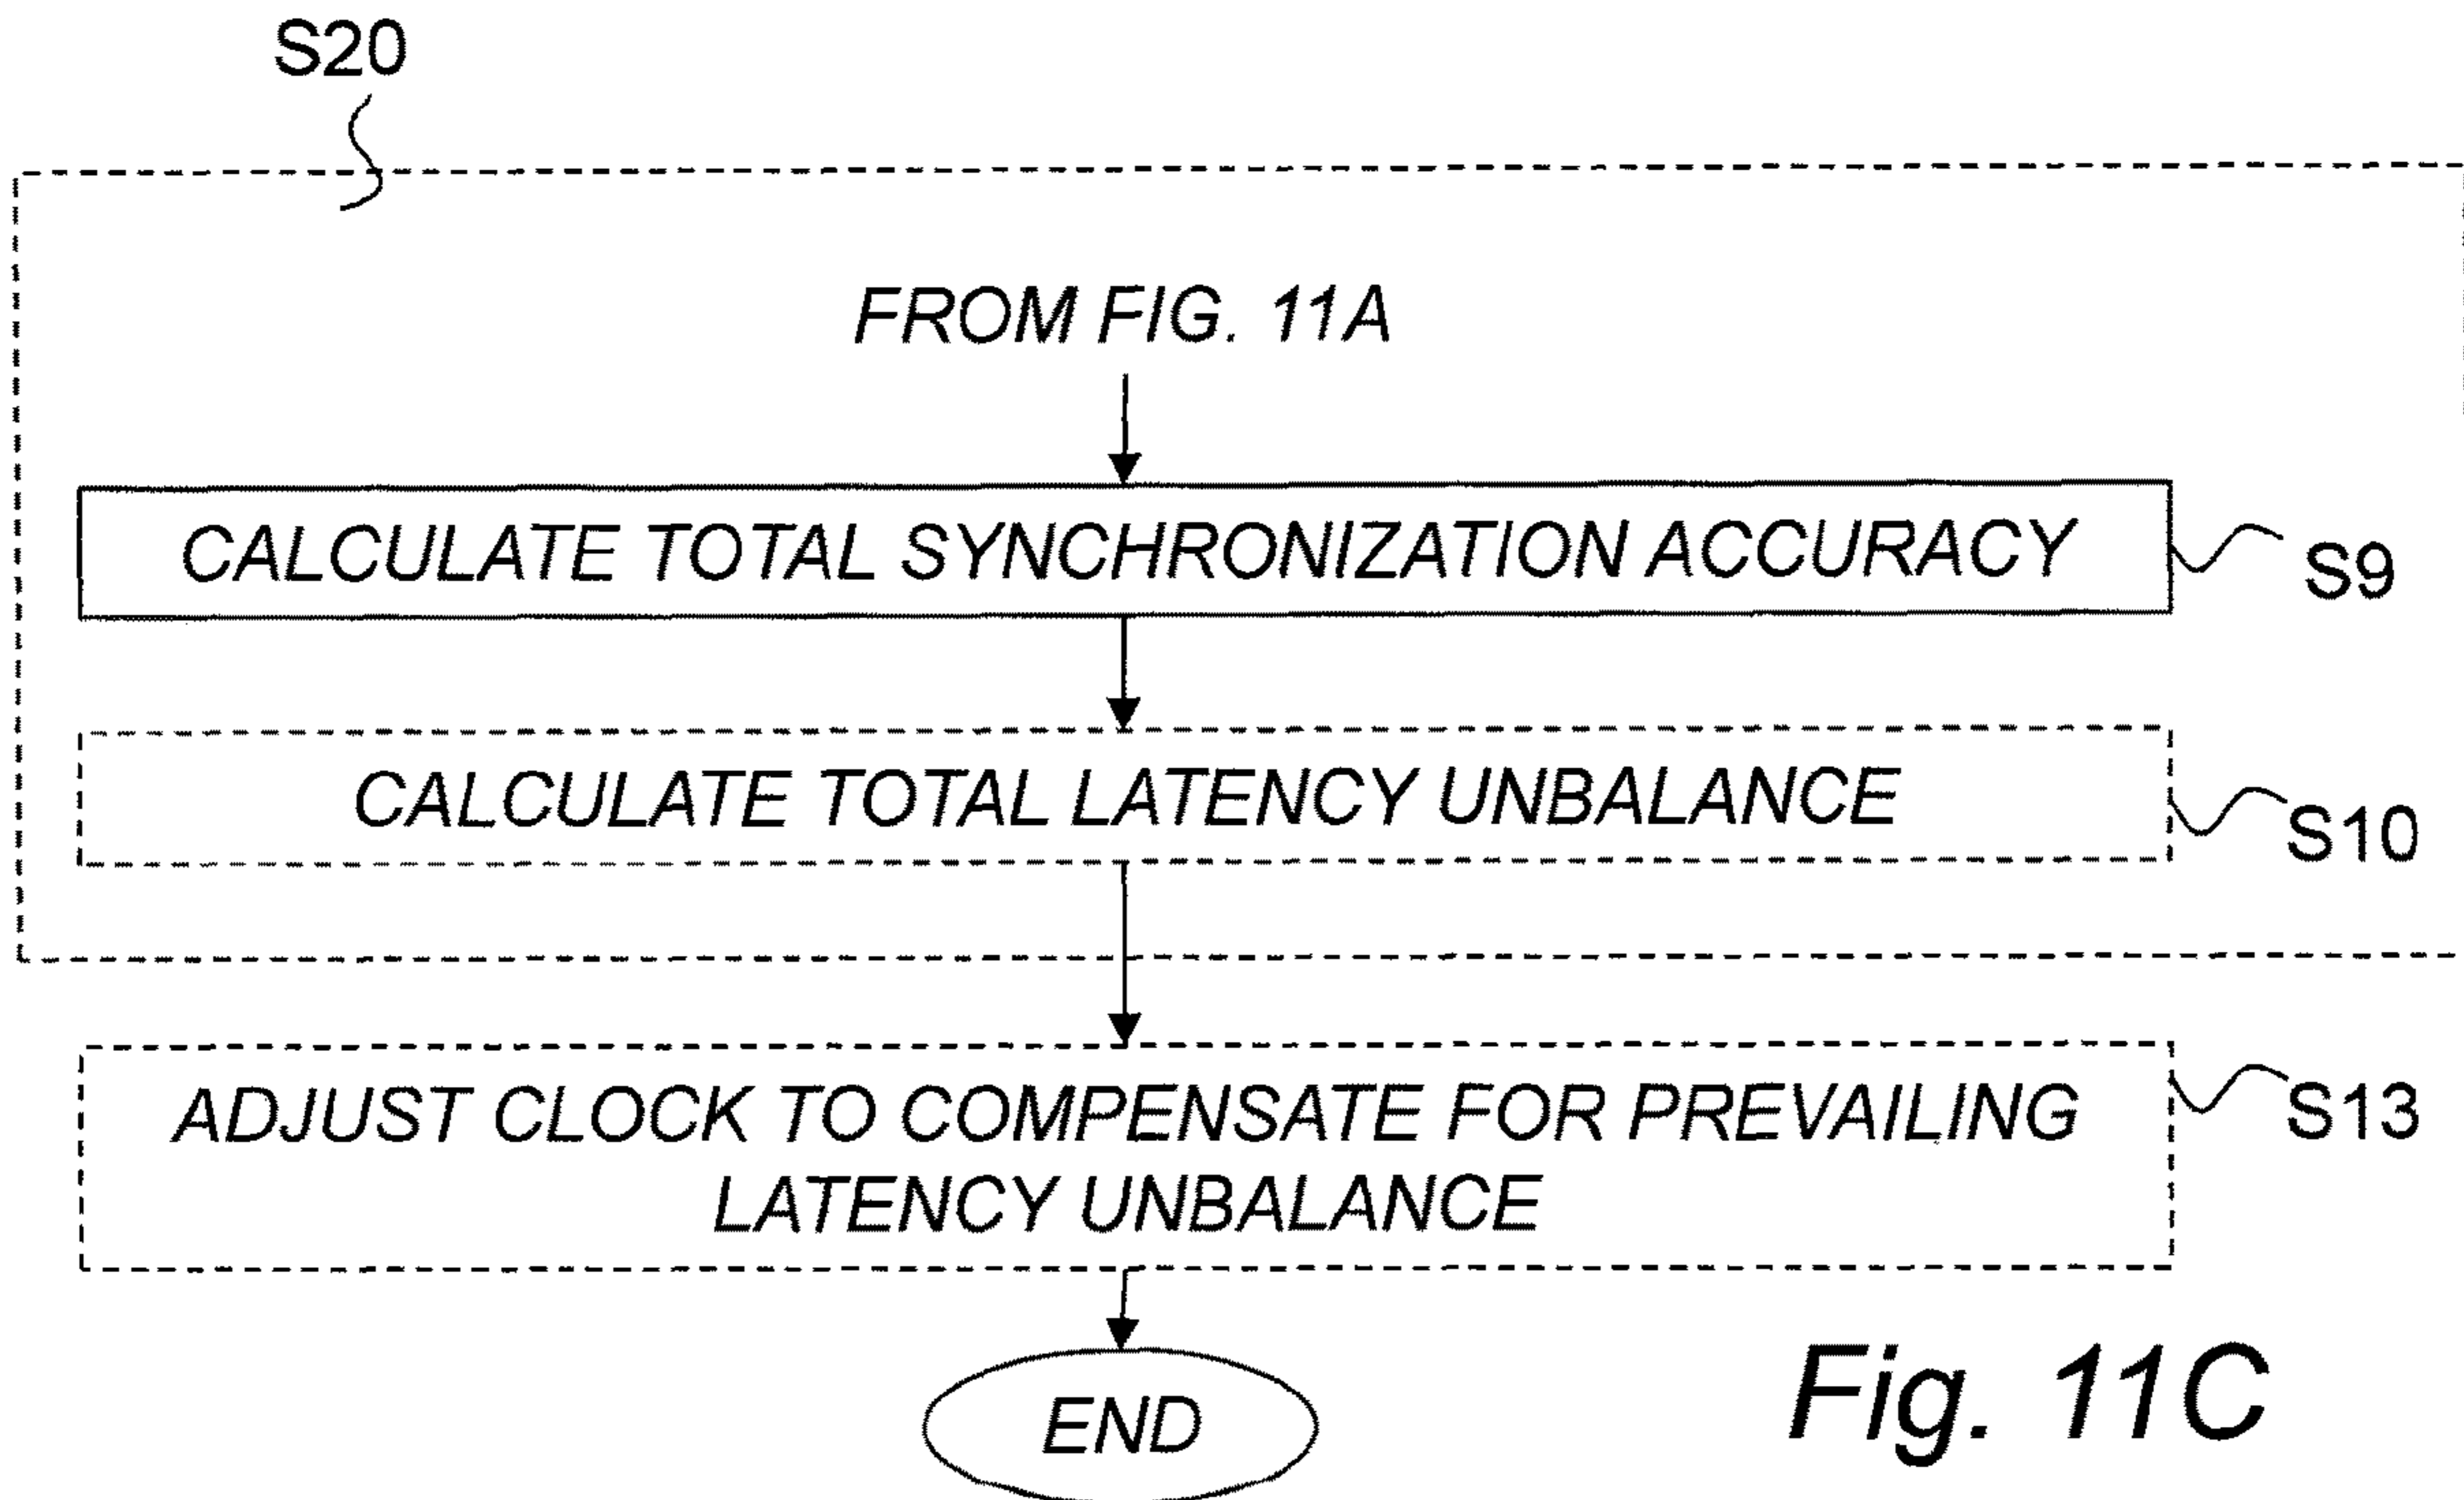 S20
FROM FIG. 11A
CALCULATE TOTAL SYNCHRONIZATION ACCURACY
S9
CALCULATE TOTAL LATENCY UNBALANCE
S10
ADJUST CLOCK TO COMPENSATE FOR PREVAILING
LATENCY UNBALANCE
S13
END
Fig. 11C